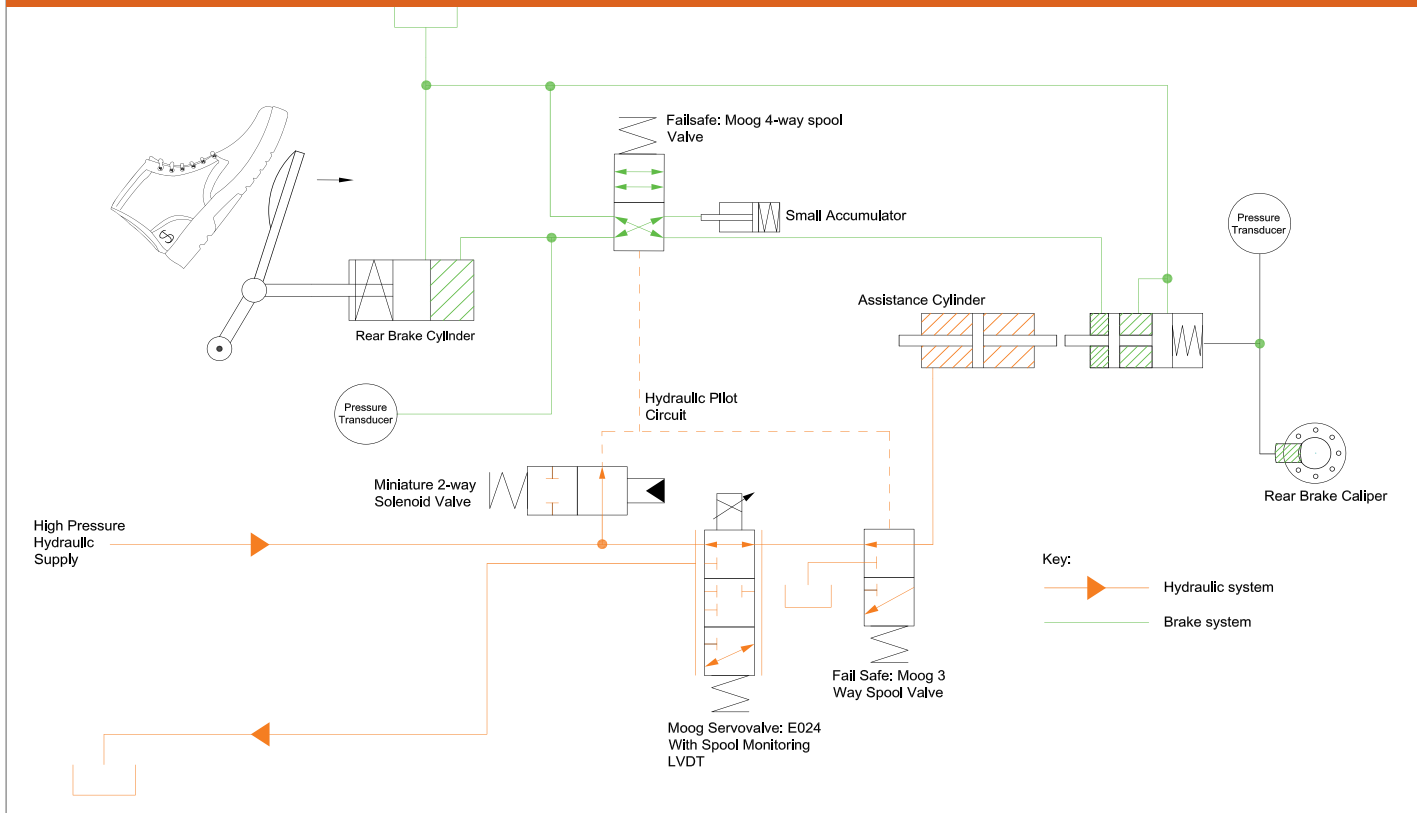 Failsafe: Moog 4-way spool
Valve
Small Accumulator
Pressure
Transducer
Assistance Cylinder
Rear Brake Cylinder
Hydraulic Pilot
Circuit
Pressure
Transducer
Miniature 2-way
Solenoid Valve
Rear Brake Caliper
High Pressure
Hydraulic
Supply
Key:
Hydraulic system
Brake system
Fail Safe: Moog 3
Way Spool Valve
Moog Servovalve: E024
With Spool Monitoring
LVDT